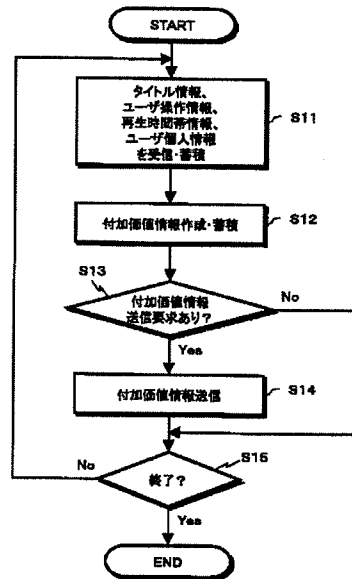 START
タイトル情報、
ユーザ操作情報、
再生時間帯情報、
ユーザ個人情報
を受信・蓄積
S11
付加価値情報作成・蓄積
S12
S13
付加価値情報
送信要求あり?
No
Yes
付加価値情報送信
S14
S15
No
終了?
Yes
END